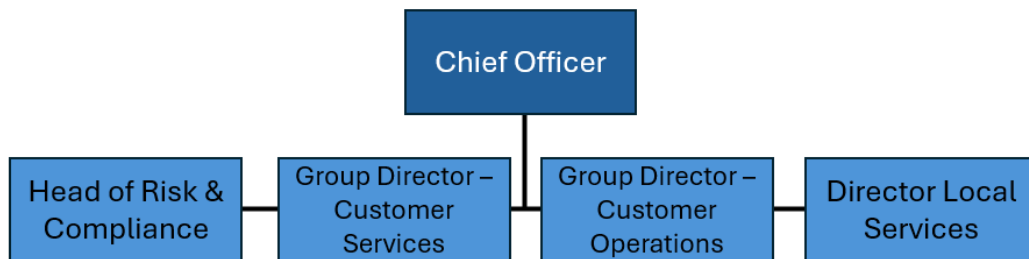 Chief Officer
Head of Risk &
Compliance
Group Director –
Customer
Services
Group Director –
Customer
Operations
Director Local
Services